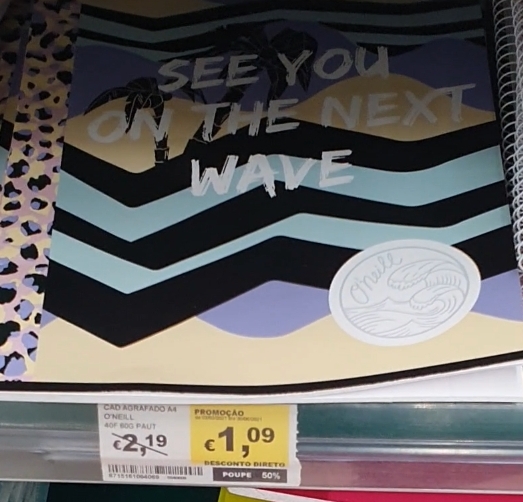 SEE YOU
ON THE NEXT
WAVE
O'neill
CAD AGRAFADO A4
O'NEILL
40F 60G PAUT
€2,19
PROMOÇÃO
€1,09
DESCONTO DIRETO
POUPE 50%